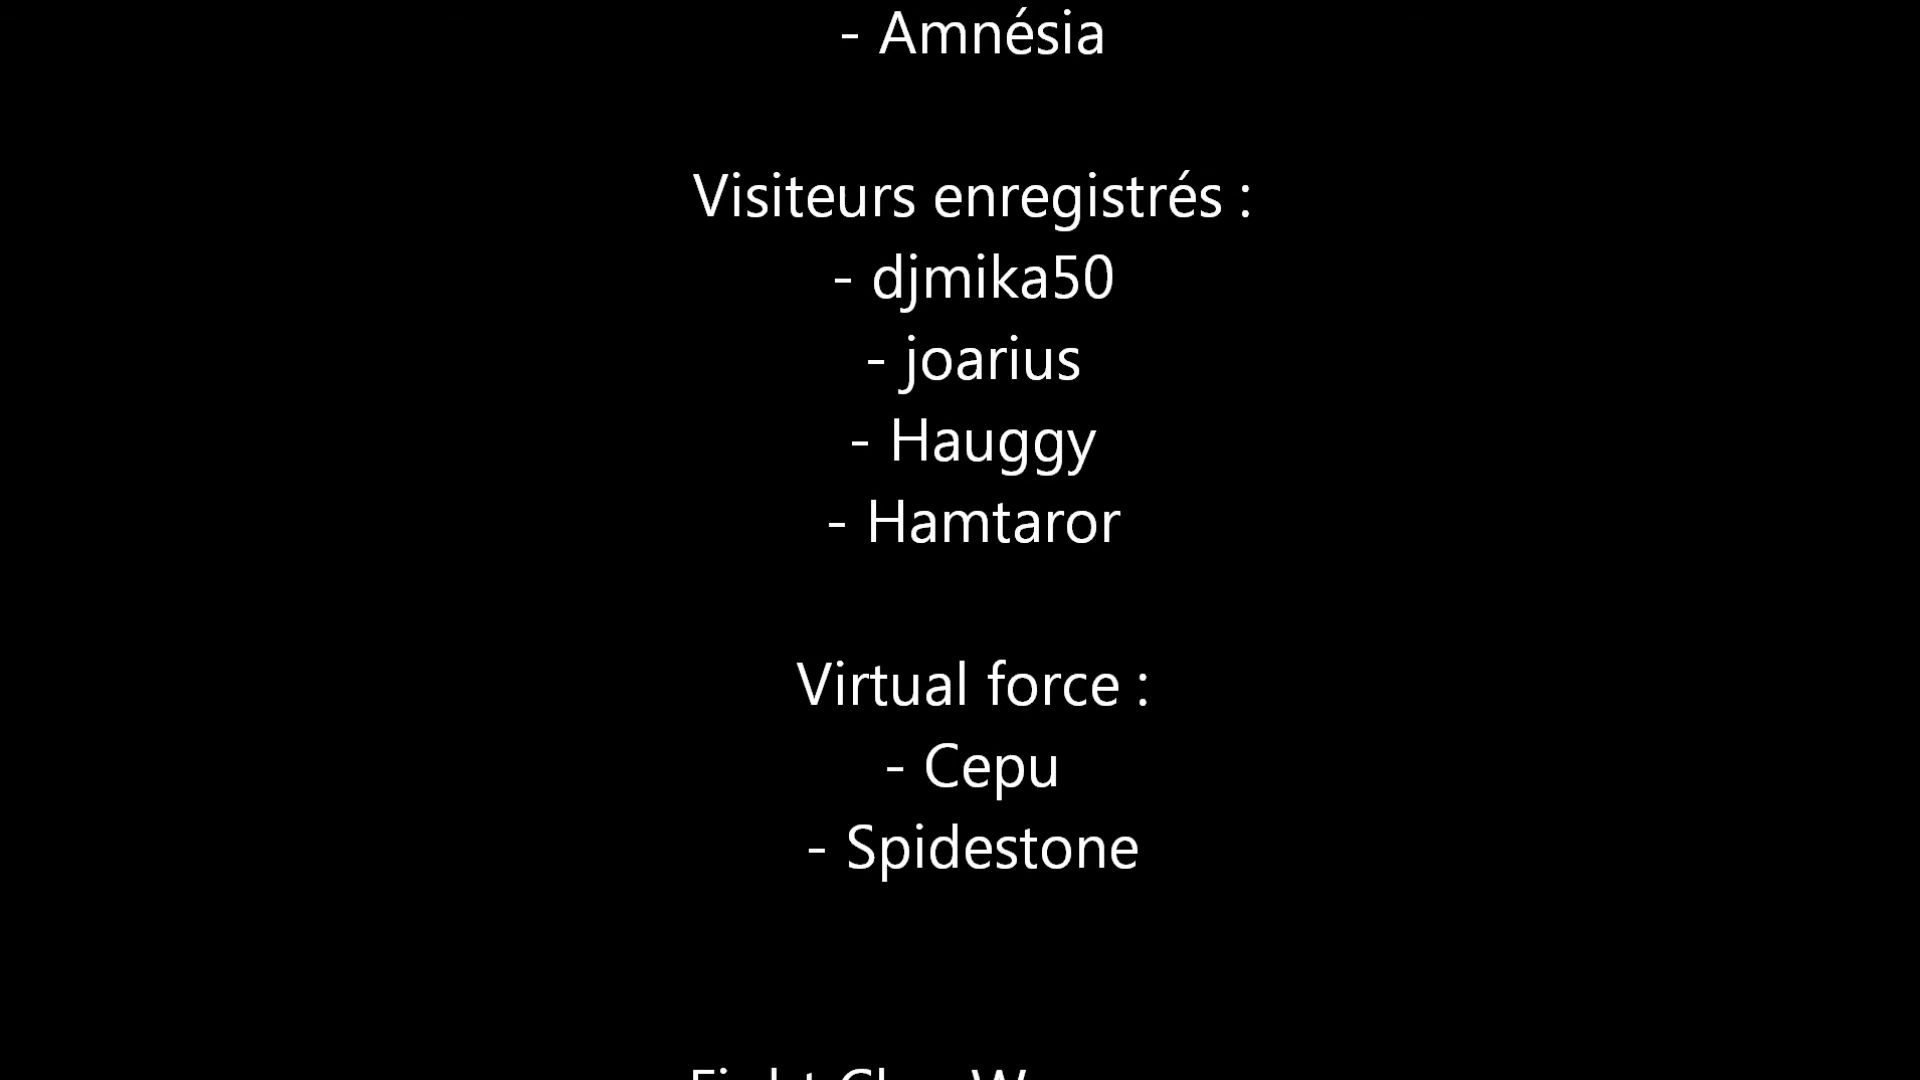 - Amnésia
Visiteurs enregistrés :
- djmika50
- joarius
- Hauggy
- Hamtaror
Virtual force :
- Cepu
- Spidestone